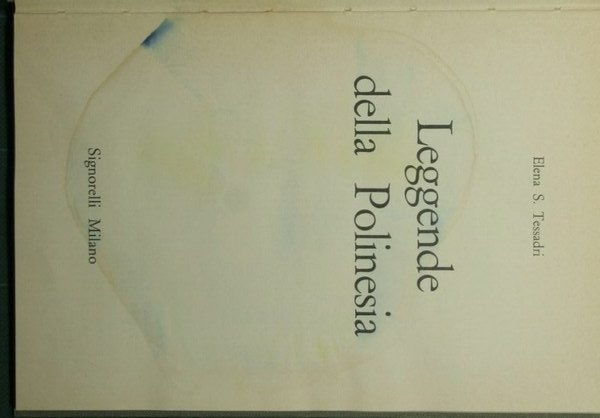 Elena S. Tessadri
Leggende
della Polinesia
Signorelli Milano